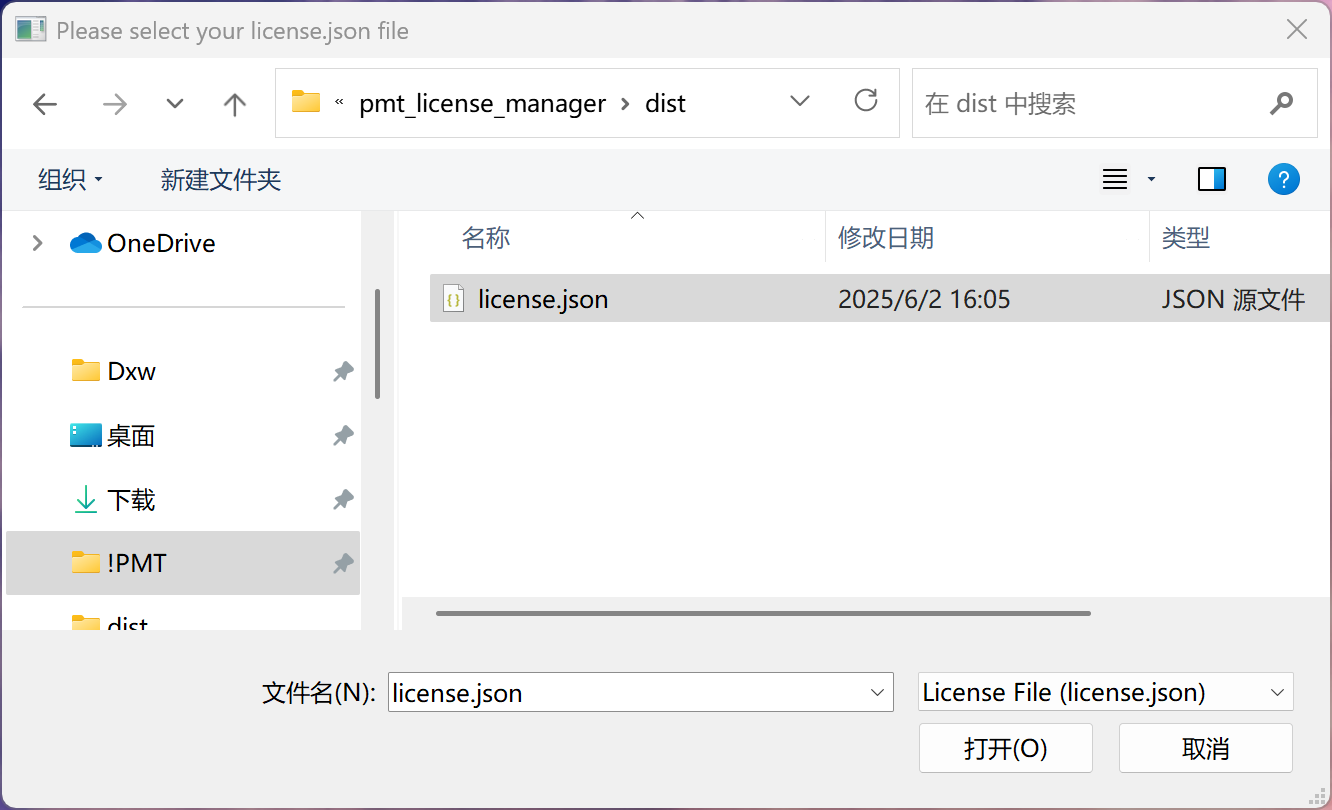 Please select your license.json file
« pmt_license_manager > dist
在 dist 中搜索
组织
新建文件夹
?
OneDrive
名称
修改日期
类型
license.json
2025/6/2 16:05
JSON 源文件
Dxw
桌面
下载
!PMT
dist
文件名(N):
license.json
License File (license.json)
打开(O)
取消